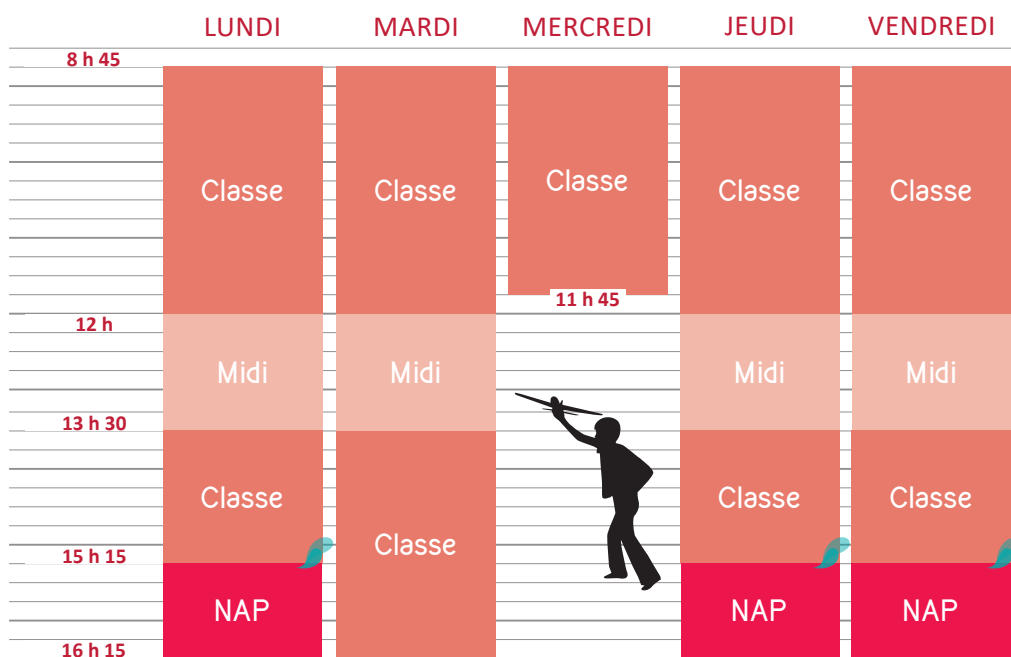 LUNDI MARDI MERCREDI JEUDI VENDREDI
8 h 45
Classe Classe Classe Classe Classe
11 h 45
12 h
Midi Midi Midi Midi
13 h 30
Classe Classe Classe Classe
15 h 15
NAP NAP NAP
16 h 15